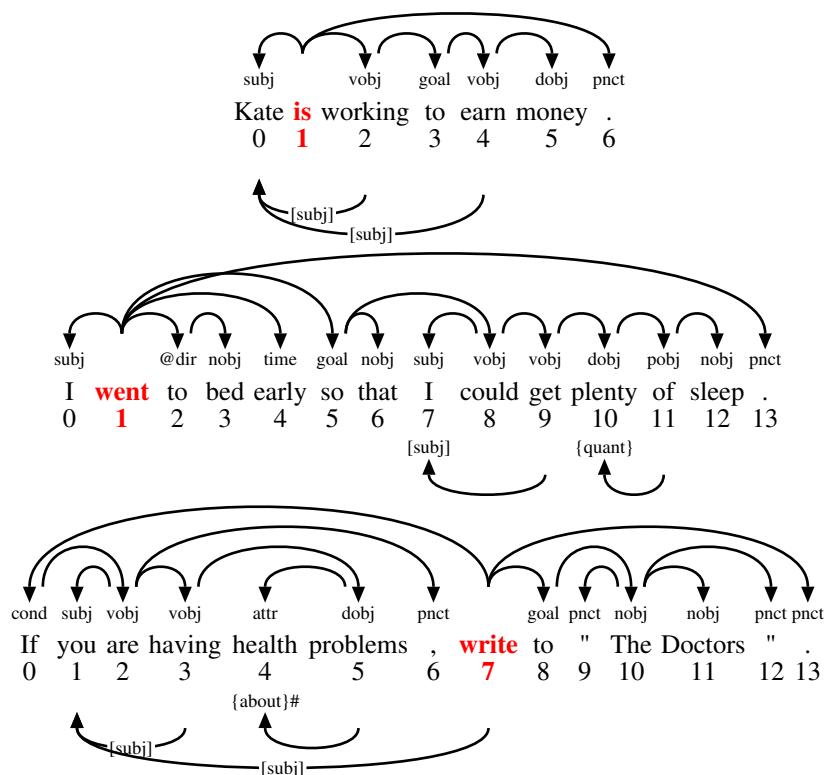 subj vobj goal vobj dobj pnct
Kate is working to earn money .
0 1 2 3 4 5 6
[subj]
[subj]
subj @dir nobj time goal nobj subj vobj vobj dobj pobj nobj pnct
I went to bed early so that I could get plenty of sleep .
0 1 2 3 4 5 6 7 8 9 10 11 12 13
[subj] {quant}
cond subj vobj vobj attr dobj pnct goal pnct nobj nobj pnct pnct
If you are having health problems , write to " The Doctors " .
0 1 2 3 4 5 6 7 8 9 10 11 12 13
{about}#
[subj]
[subj]